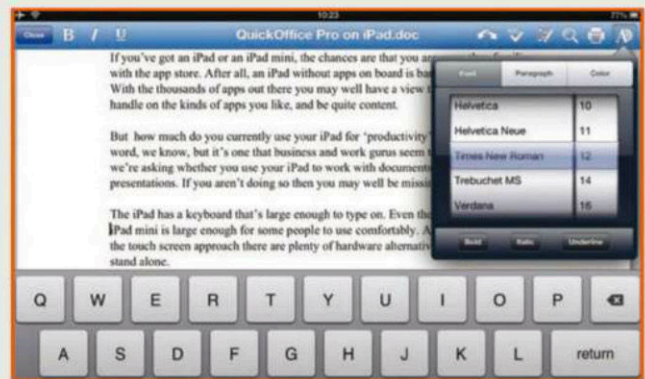 10:23
77%
Close B I U QuickOffice Pro on iPad.doc
If you've got an iPad or an iPad mini, the chances are that you are
with the app store. After all, an iPad without apps on board is
With the thousands of apps out there you may well have a view
handle on the kinds of apps you like, and be quite content.
But how much do you currently use your iPad for 'productivity'
word, we know, but it's one that business and work gurus seem
we're asking whether you use your iPad to work with
presentations. If you aren't doing so then you may well be
The iPad has a keyboard that's large enough to type on. Even the
iPad mini is large enough for some people to use comfortably. A
the touch screen approach there are plenty of hardware
stand alone.
Font Paragraph Color
Helvetica 10
Helvetica Neue 11
Times New Roman 12
Trebuchet MS 14
Verdana 16
Bold Italic Underline
Q W E R T Y U I O P
A S D F G H J K L return